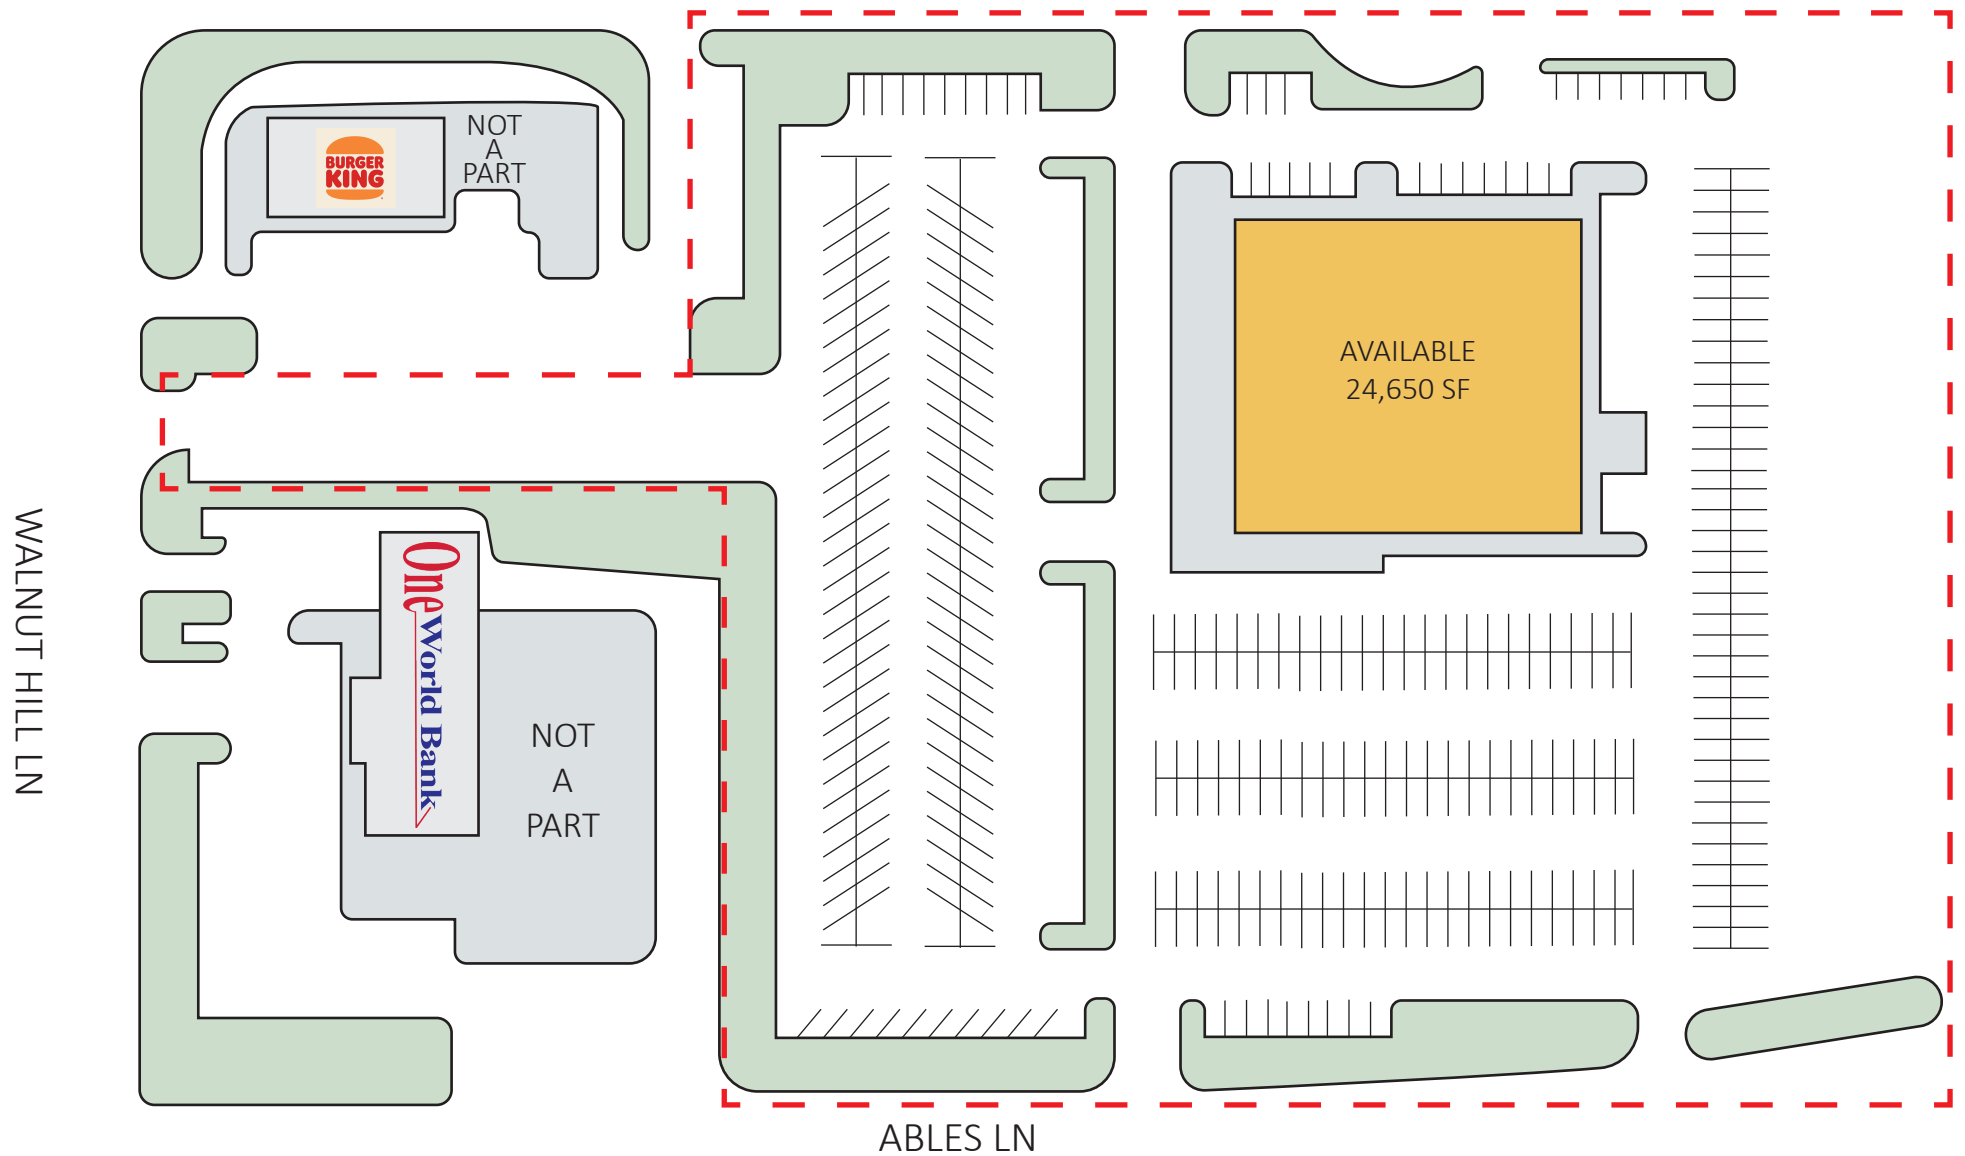 NOT
A
PART
BURGER
KING
AVAILABLE
24,650 SF
WALNUT HILL LN
One World Bank
NOT
A
PART
ABLES LN